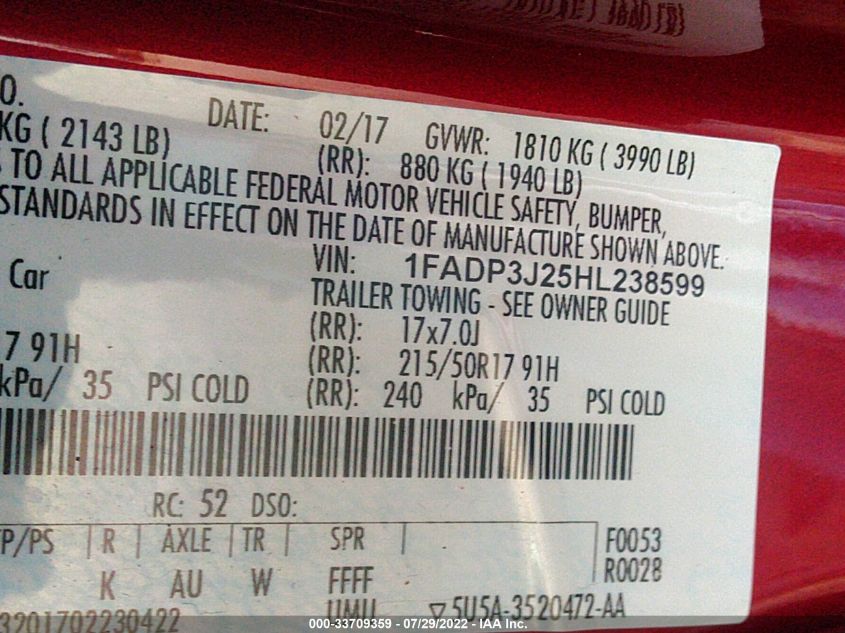 O.
DATE: 02/17 GVWR: 1810 KG ( 3990 LB)
KG ( 2143 LB) (RR): 880 KG ( 1940 LB)
TO ALL APPLICABLE FEDERAL MOTOR VEHICLE SAFETY, BUMPER,
STANDARDS IN EFFECT ON THE DATE OF MANUFACTURE SHOWN ABOVE.
VIN: 1FADP3J25HL238599
Car TRAILER TOWING - SEE OWNER GUIDE
(RR): 17x7.0J
7 91H (RR): 215/50R17 91H
kPa/ 35 PSI COLD (RR): 240 kPa/ 35 PSI COLD
RC: 52 DSO:
P/PS R AXLE TR SPR F0053
K AU W FFFF R0028
UMU ▽ 5U5A-3520472-AA
3201702230422
000-33709359 - 07/29/2022 - IAA Inc.